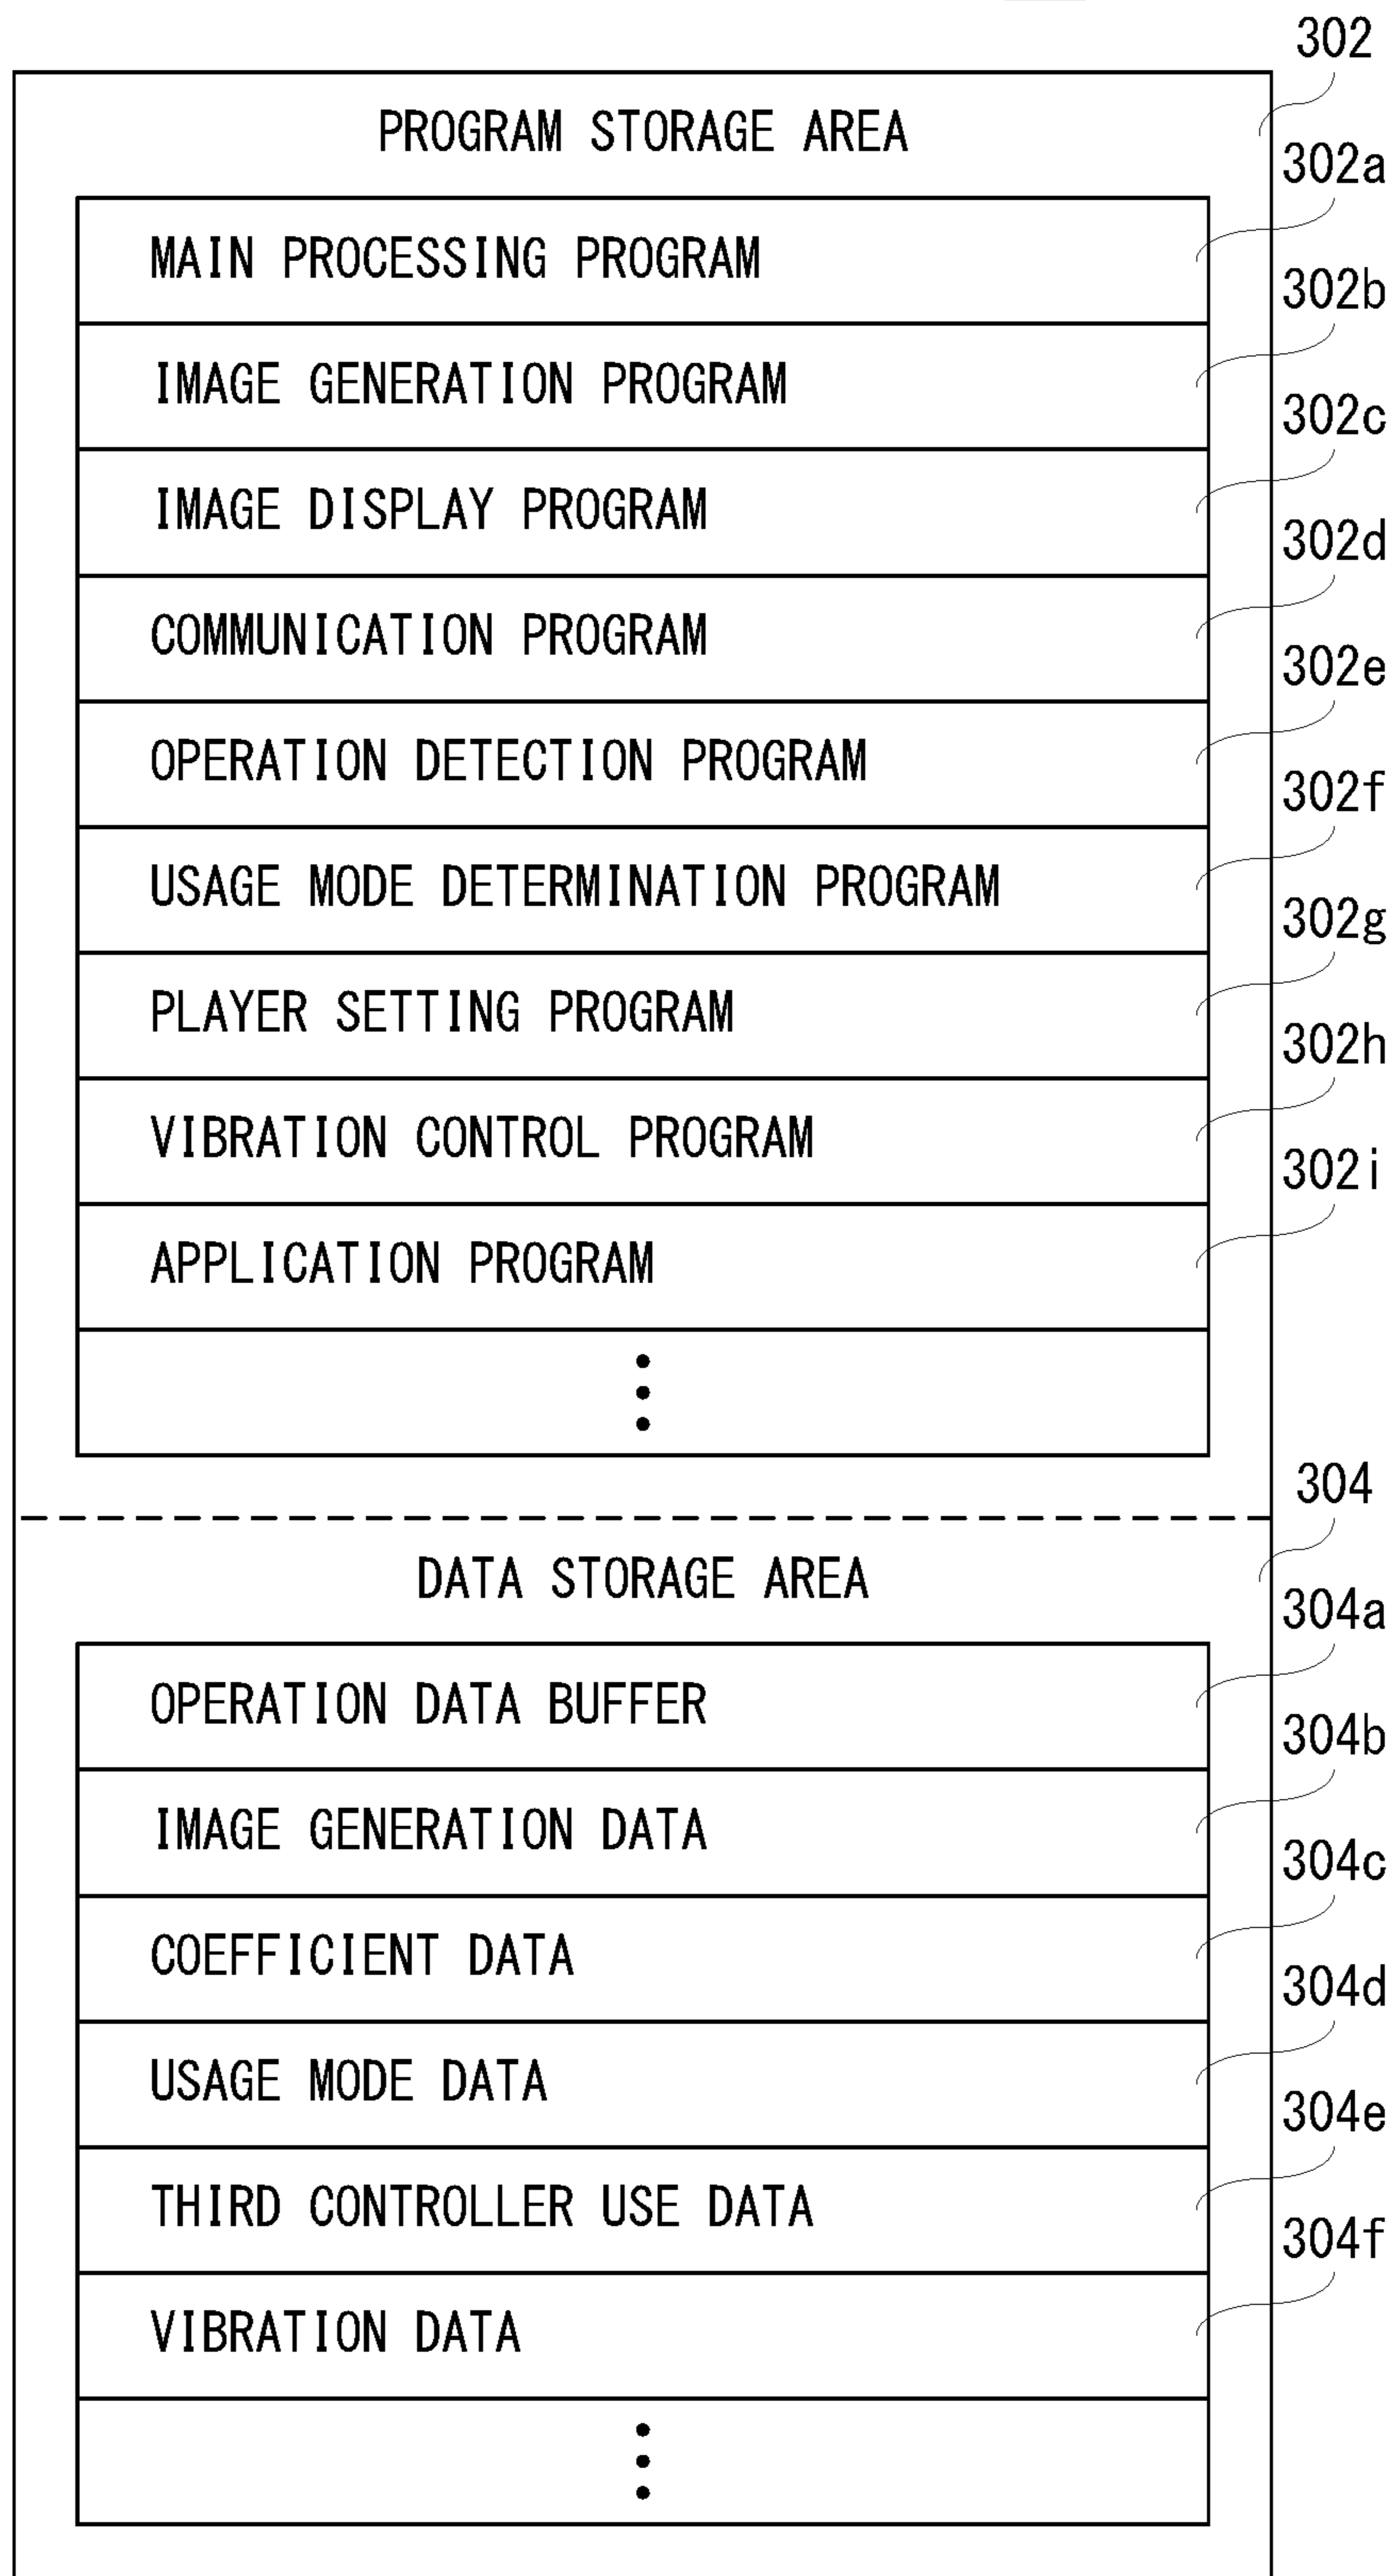 302
PROGRAM STORAGE AREA
302a
MAIN PROCESSING PROGRAM
302b
IMAGE GENERATION PROGRAM
302c
IMAGE DISPLAY PROGRAM
302d
COMMUNICATION PROGRAM
302e
OPERATION DETECTION PROGRAM
302f
USAGE MODE DETERMINATION PROGRAM
302g
PLAYER SETTING PROGRAM
302h
VIBRATION CONTROL PROGRAM
302i
APPLICATION PROGRAM
304
DATA STORAGE AREA
304a
OPERATION DATA BUFFER
304b
IMAGE GENERATION DATA
304c
COEFFICIENT DATA
304d
USAGE MODE DATA
304e
THIRD CONTROLLER USE DATA
304f
VIBRATION DATA